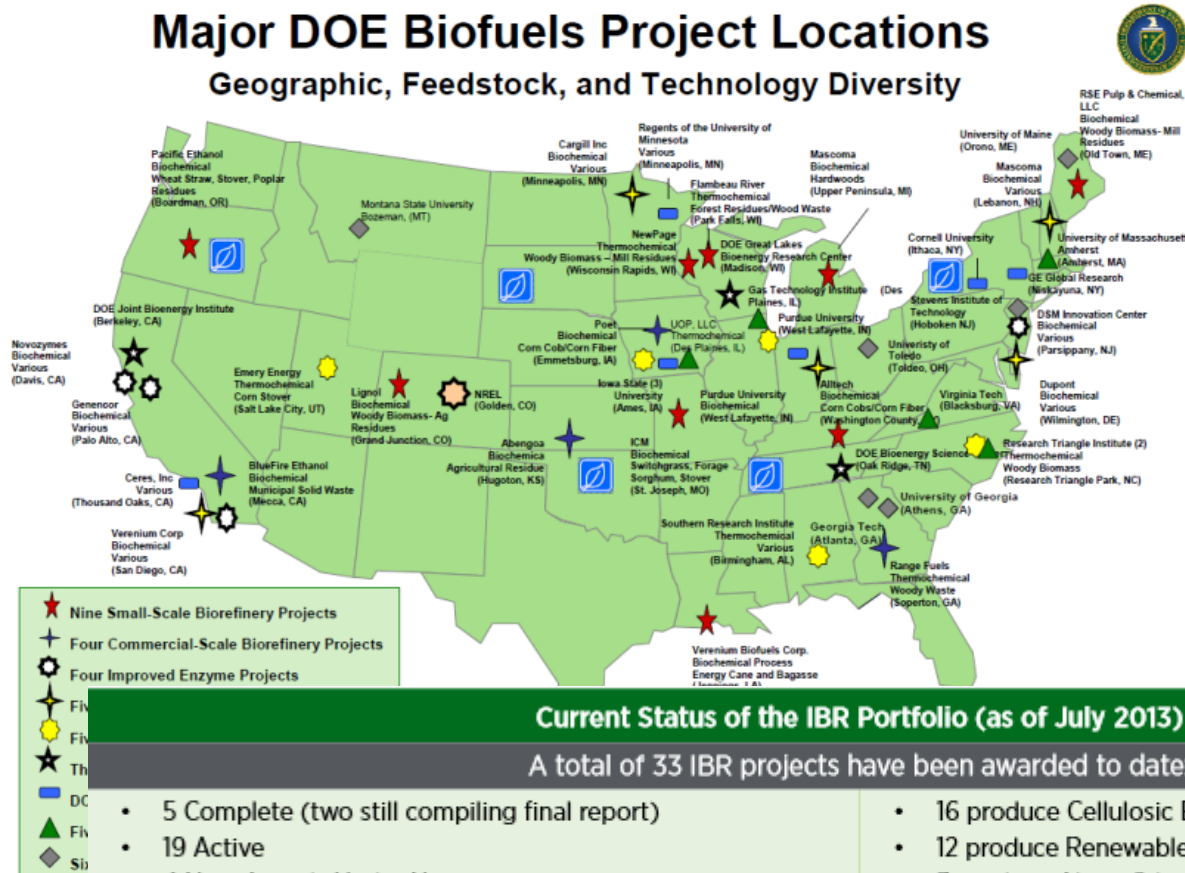 Major DOE Biofuels Project Locations
Geographic, Feedstock, and Technology Diversity
RSE Pulp & Chemical,
LLC
Biochemical
Woody Biomass- Mill
Residues
(Old Town, ME)
University of Maine
(Orono, ME)
Mascoma
Biochemical
Various
(Lebanon, NH)
Regents of the University of
Minnesota
Various
(Minneapolis, MN)
Cargill Inc
Biochemical
Various
(Minneapolis, MN)
Mascoma
Biochemical
Hardwoods
(Upper Peninsula, MI)
Pacific Ethanol
Biochemical
Wheat Straw, Stover, Poplar
Residues
(Boardman, OR)
Montana State University
Bozeman, (MT)
Flambeau River
Thermochemical
Forest Residues/Wood Waste
(Park Falls, WI)
NewPage
Thermochemical
Woody Biomass – Mill Residues
(Wisconsin Rapids, WI)
DOE Great Lakes
Bioenergy Research Center
(Madison, WI)
Cornell University
(Ithaca, NY)
University of Massachusett
Amherst
(Amherst, MA)
GE Global Research
(Niskayuna, NY)
Gas Technology Institute (Des
Plaines, IL)
Stevens Institute of
Technology
(Hoboken NJ)
DSM Innovation Center
Biochemical
Various
(Parsippany, NJ)
DOE Joint Bioenergy Institute
(Berkeley, CA)
Novozymes
Biochemical
Various
(Davis, CA)
Poet
Biochemical
Corn Cob/Corn Fiber
(Emmetsburg, IA)
UOP, LLC
Thermochemical
(Des Plaines, IL)
Purdue University
(West Lafayette, IN)
Univeristy of
Toledo
(Toldeo, OH)
Emery Energy
Thermochemical
Corn Stover
(Salt Lake City, UT)
Genenoor
Biochemical
Various
(Palo Alto, CA)
Lignol
Biochemical
Woody Biomass- Ag
Residues
(Grand Junction, CO)
NREL
(Golden, CO)
Iowa State (3)
University
(Ames, IA)
Purdue University
Biochemical
(West Lafayette, IN)
Alltech
Biochemical
Corn Cobs/Corn Fiber
(Washington County,
Virginia Tech
(Blacksburg, VA)
Dupont
Biochemical
Various
(Wilmington, DE)
Abengoa
Biochemica
Agricultural Residue
(Hugoton, KS)
ICM
Biochemical
Switchgrass, Forage
Sorghum, Stover
(St. Joseph, MO)
DOE Bioenergy Science
(Oak Ridge, TN)
Research Triangle Institute (2)
Thermochemical
Woody Biomass
(Research Triangle Park, NC)
Ceres, Inc
Various
(Thousand Oaks, CA)
BlueFire Ethanol
Biochemical
Municipal Solid Waste
(Mecca, CA)
Verenium Corp
Biochemical
Various
(San Diego, CA)
Southern Research Institute
Thermochemical
Various
(Birmingham, AL)
Georgia Tech
(Atlanta, GA)
University of Georgia
(Athens, GA)
Range Fuels
Thermochemical
Woody Waste
(Soperton, GA)
Verenium Biofuels Corp.
Biochemical Process
Energy Cane and Bagasse
Nine Small-Scale Biorefinery Projects
Four Commercial-Scale Biorefinery Projects
Four Improved Enzyme Projects
Fiv
Fiv
Th
DO
Fiv
Six
Current Status of the IBR Portfolio (as of July 2013)
A total of 33 IBR projects have been awarded to date
• 5 Complete (two still compiling final report)
• 19 Active
• 16 produce Cellulosic E
• 12 produce Renewable